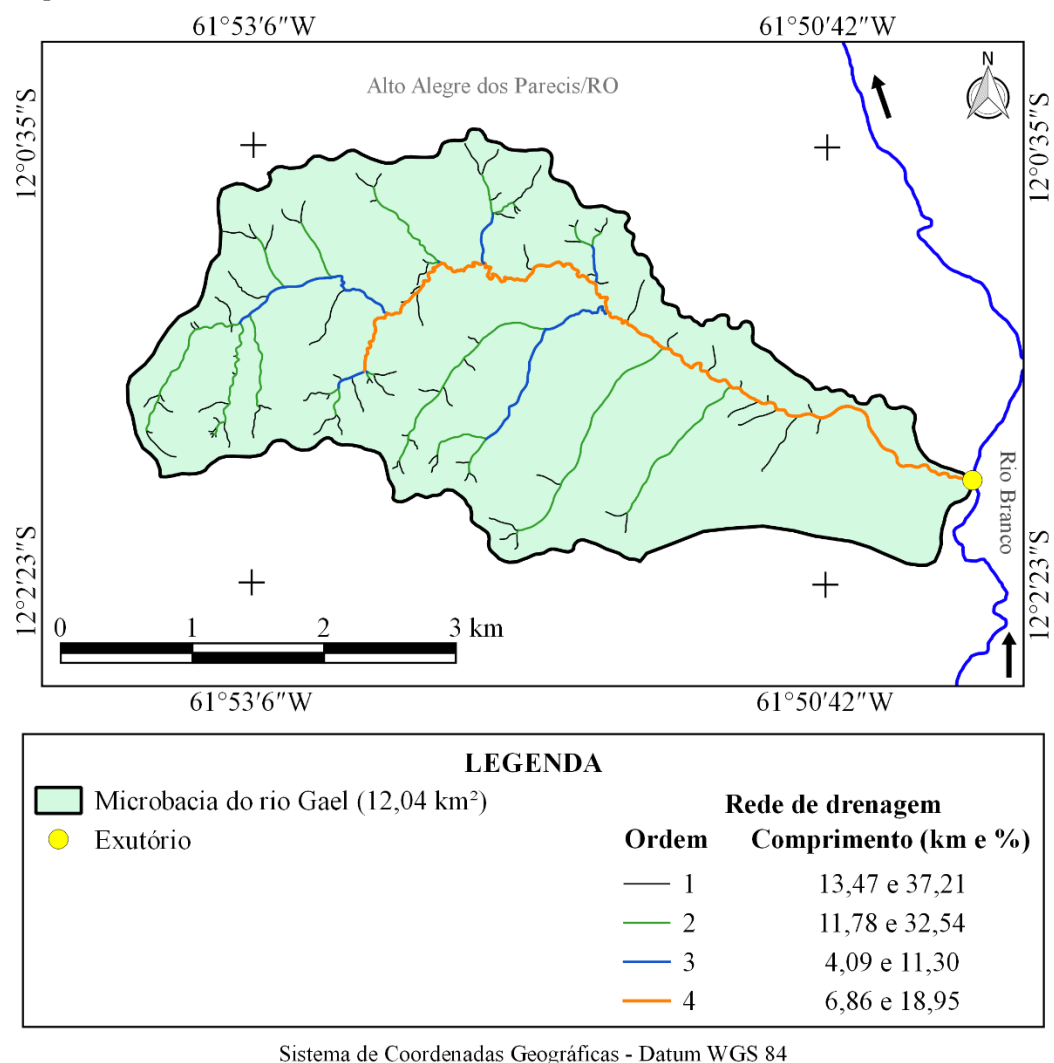 61°53′6″W 61°50′42″W
Alto Alegre dos Parecis/RO
N
12°0′35″S 12°0′35″S
Rio Branco
12°2′23″S 12°2′23″S
0 1 2 3 km
61°53′6″W 61°50′42″W
LEGENDA
Microbacia do rio Gael (12,04 km²)
Exutório
Rede de drenagem
Ordem Comprimento (km e %)
1 13,47 e 37,21
2 11,78 e 32,54
3 4,09 e 11,30
4 6,86 e 18,95
Sistema de Coordenadas Geográficas - Datum WGS 84